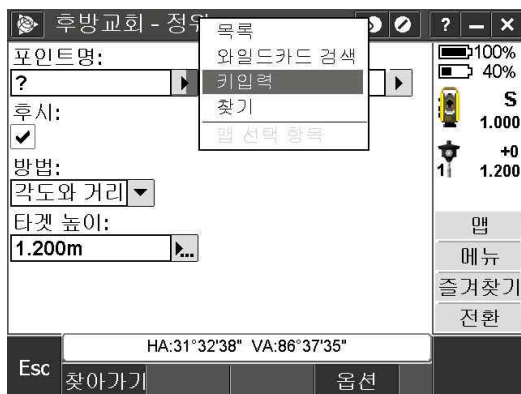 후방교회 - 정위
? – X
목록
와일드카드 검색
키입력
찾기
맵 선택 항목
포인트명:
?
후시:
방법:
각도와 거리
타겟 높이:
1.200m
100%
40%
S
1.000
+0
1 1.200
맵
메뉴
즐겨찾기
전환
HA:31°32'38" VA:86°37'35"
Esc
찾아가기
옵션